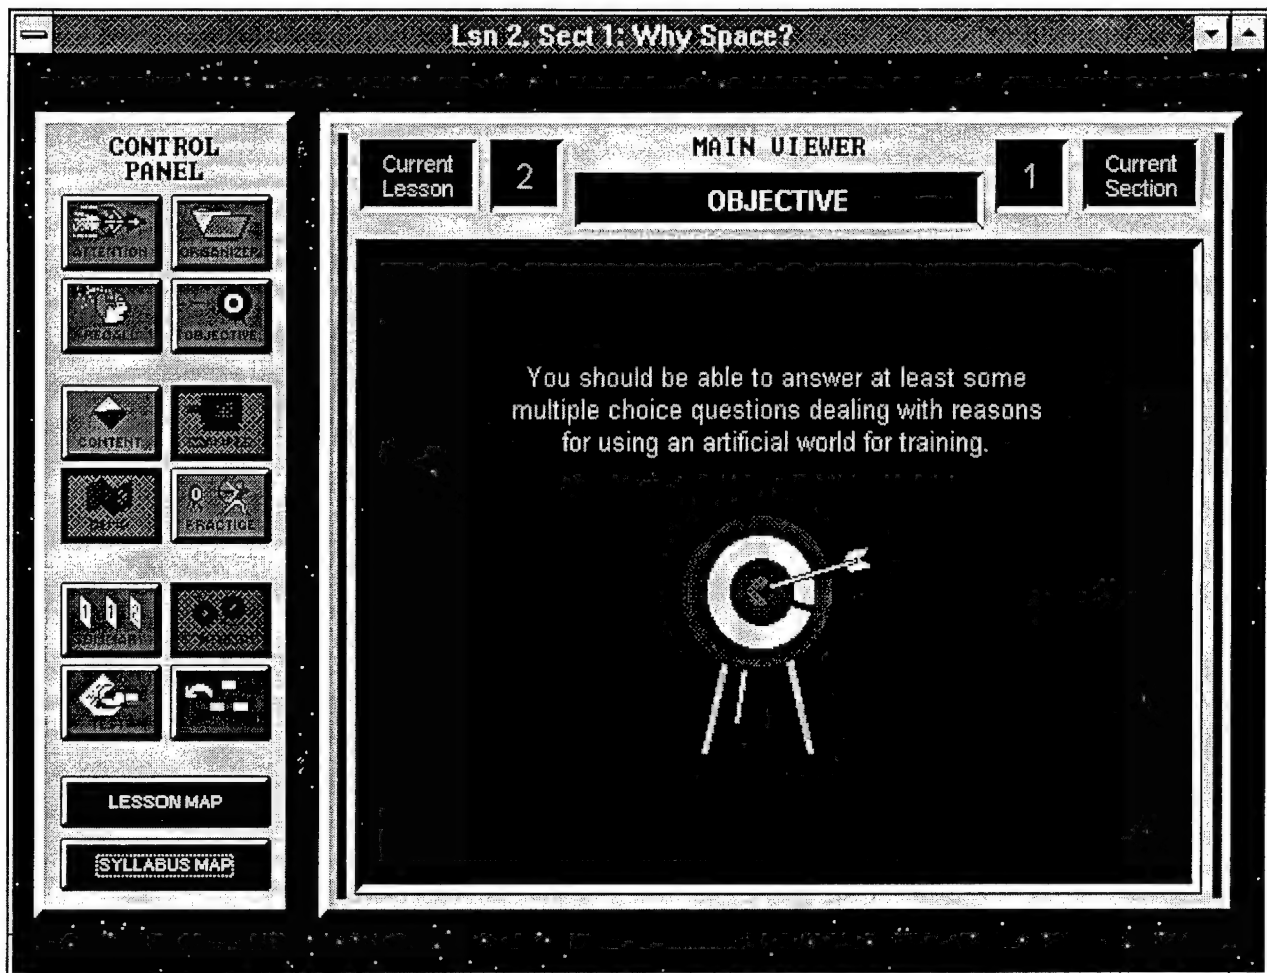 Lsn 2, Sect 1: Why Space?
CONTROL
PANEL
ATTENTION
ORGANIZER
OBJECTIVE
CONTENT
PRACTICE
LESSON MAP
SYLLABUS MAP
Current
Lesson
2
MAIN VIEWER
OBJECTIVE
1
Current
Section
You should be able to answer at least some
multiple choice questions dealing with reasons
for using an artificial world for training.